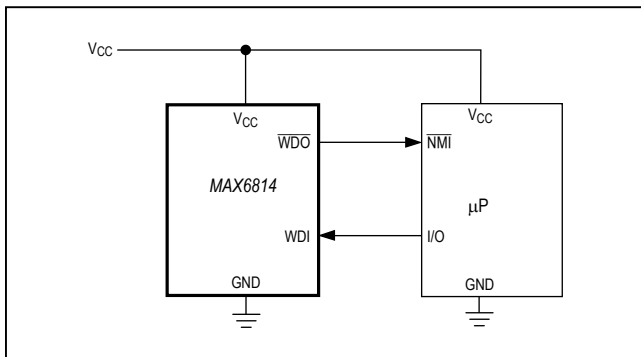 VCC
VCC
WDO
MAX6814
WDI
GND
VCC
NMI
µP
I/O
GND